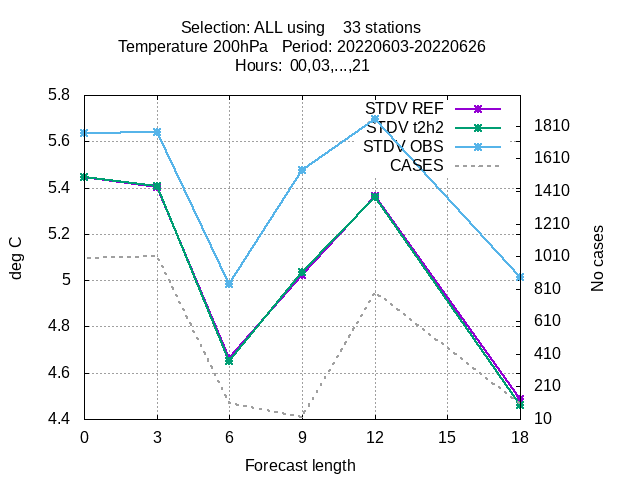 Selection: ALL using    33 stations
Temperature 200hPa   Period: 20220603-20220626
Hours: 00,03,...,21
STDV REF
STDV t2h2
STDV OBS
CASES
deg C
5.8
5.6
5.4
5.2
5
4.8
4.6
4.4
No cases
1810
1610
1410
1210
1010
810
610
410
210
10
0 3 6 9 12 15 18
Forecast length